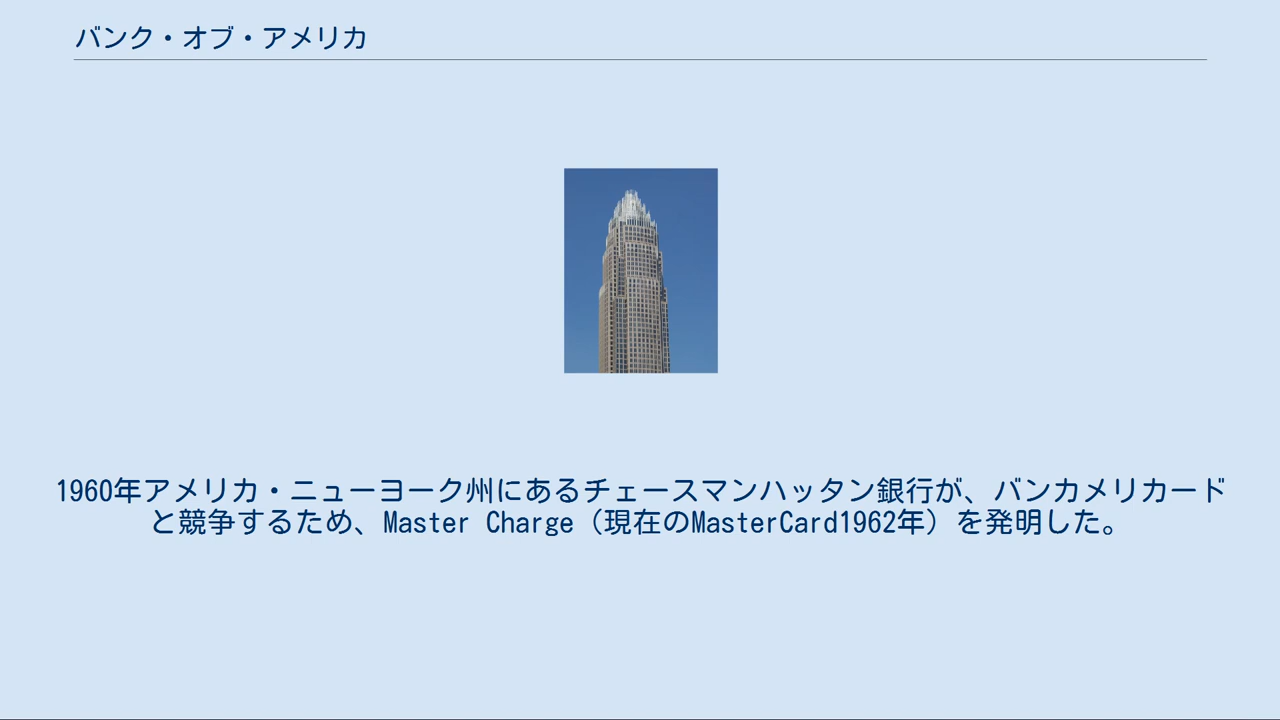 バンク・オブ・アメリカ
1960年アメリカ・ニューヨーク州にあるチェースマンハッタン銀行が、バンカメリカード
と競争するため、Master Charge（現在のMasterCard1962年）を発明した。